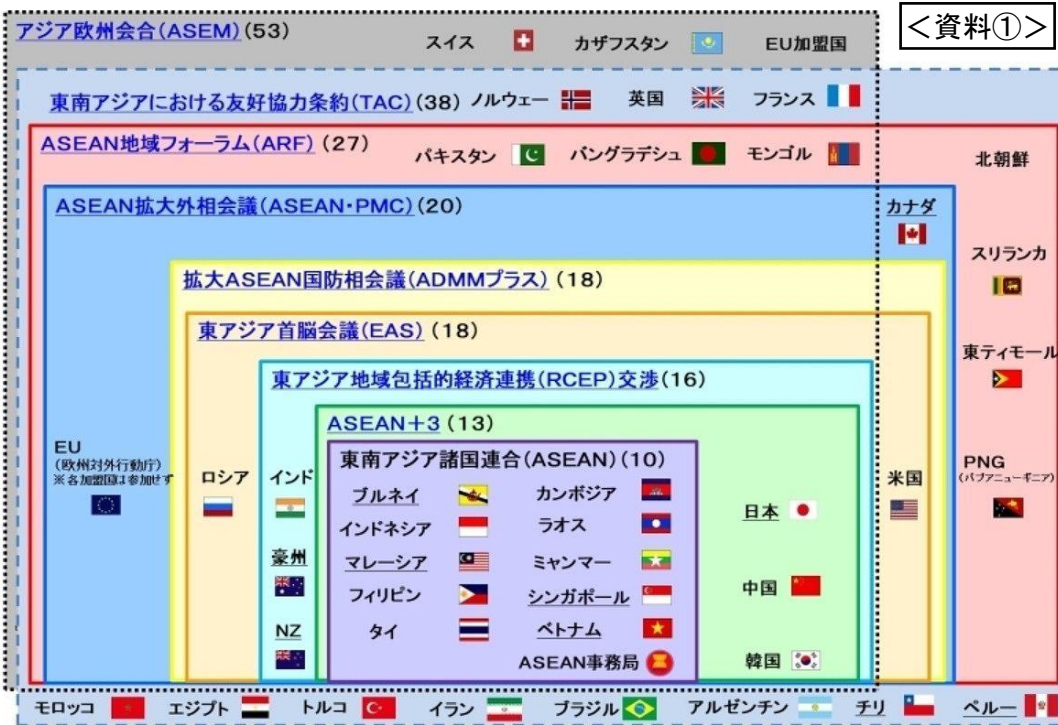 ＜資料①＞
アジア欧州会合(ASEM)(53)
スイス カザフスタン EU加盟国
東南アジアにおける友好協力条約(TAC)(38) ノルウェー 英国 フランス
ASEAN地域フォーラム(ARF)(27)
パキスタン バングラデシュ モンゴル 北朝鮮
ASEAN拡大外相会議(ASEAN・PMC)(20) カナダ
スリランカ
拡大ASEAN国防相会議(ADMMプラス)(18)
東アジア首脳会議(EAS)(18)
東ティモール
東アジア地域包括的経済連携(RCEP)交渉(16)
ASEAN＋3(13)
東南アジア諸国連合(ASEAN)(10)
EU
(欧州対外行動庁)
※各加盟国は参加せず
ロシア インド ブルネイ カンボジア 日本 米国
PNG
(パプアニューギニア)
インドネシア ラオス
豪州 マレーシア ミャンマー
フィリピン シンガポール 中国
NZ タイ ベトナム
ASEAN事務局 韓国
モロッコ エジプト トルコ イラン ブラジル アルゼンチン チリ ペルー